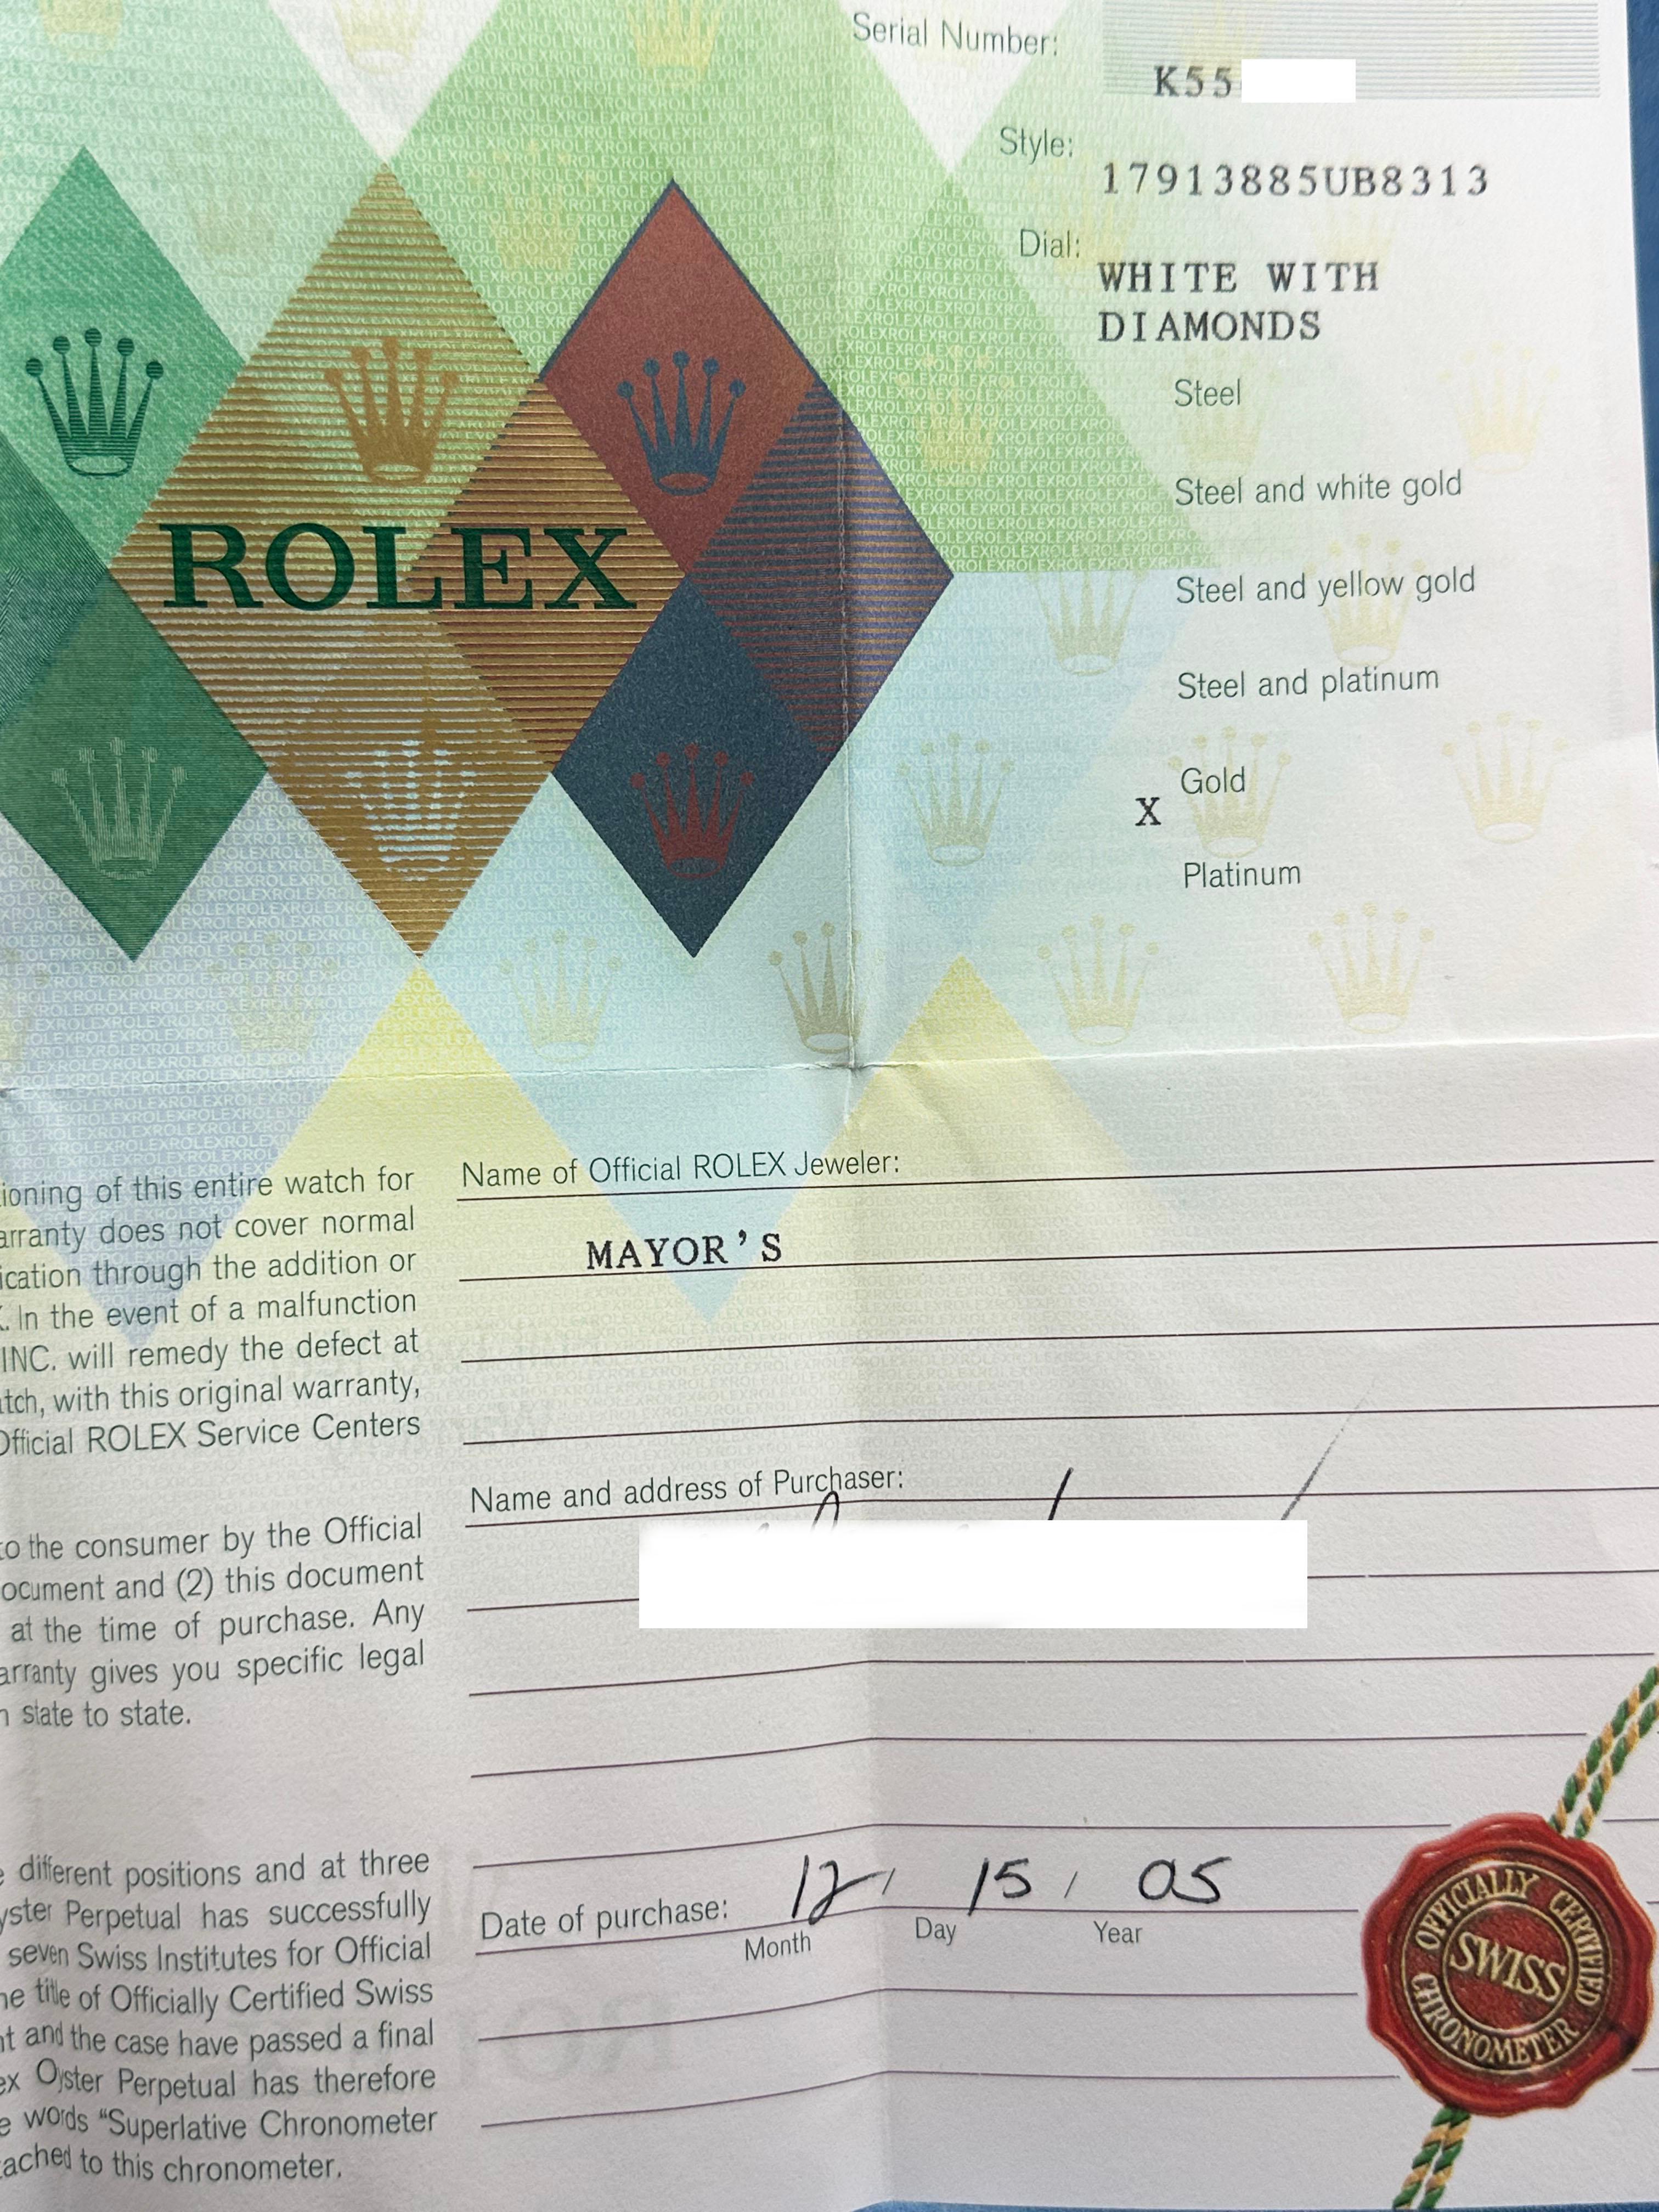 Serial Number:
K55
Style:
17913885UB8313
Dial:
WHITE WITH
DIAMONDS
Steel
Steel and white gold
Steel and yellow gold
Steel and platinum
X Gold
Platinum
ROLEX
ioning of this entire watch for
arranty does not cover normal
ication through the addition or
. In the event of a malfunction
INC. will remedy the defect at
tch, with this original warranty,
Official ROLEX Service Centers
to the consumer by the Official
ocument and (2) this document
at the time of purchase. Any
arranty gives you specific legal
n state to state.
different positions and at three
yster Perpetual has successfully
seven Swiss Institutes for Official
he title of Officially Certified Swiss
nt and the case have passed a final
ex Oyster Perpetual has therefore
e words "Superlative Chronometer
tached to this chronometer.
Name of Official ROLEX Jeweler:
MAYOR'S
Name and address of Purchaser:
Date of purchase: 12 / 15 / 05
Month Day Year
OFFICIALLY CERTIFIED
SWISS
CHRONOMETER